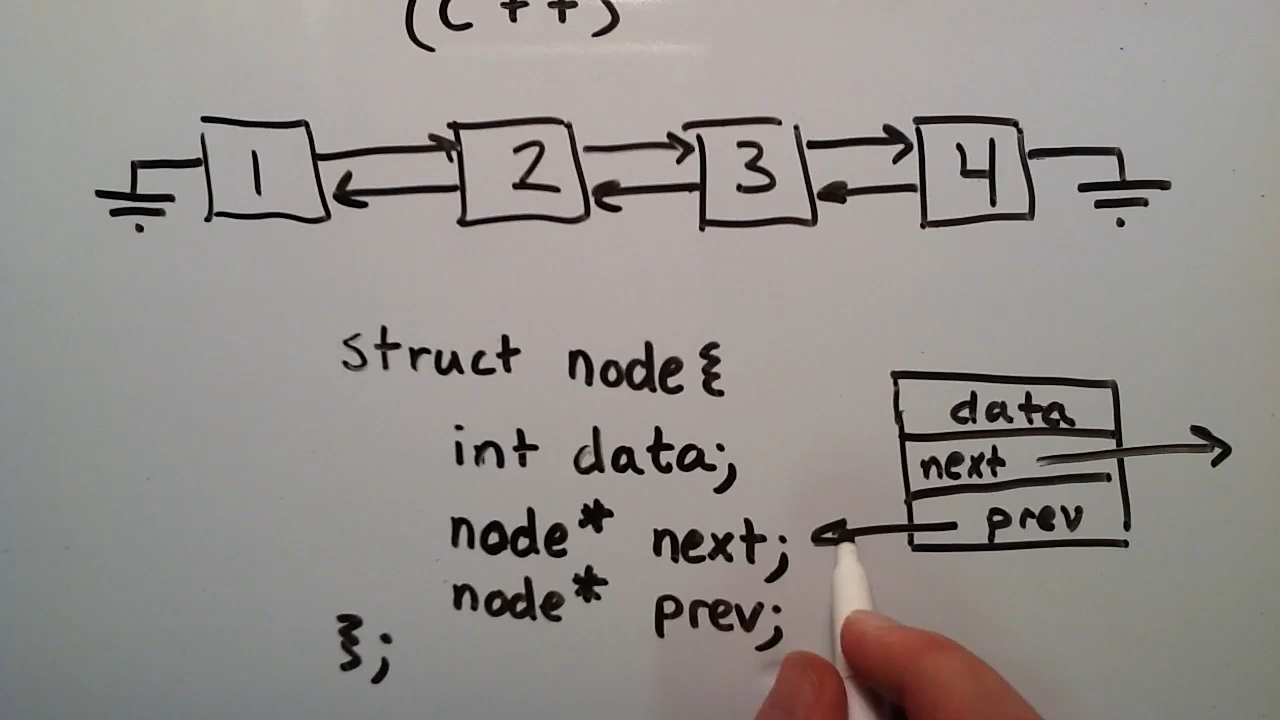 (C++)
1 2 3 4
struct node{
int data;
node* next;
node* prev;
};
data
next
prev